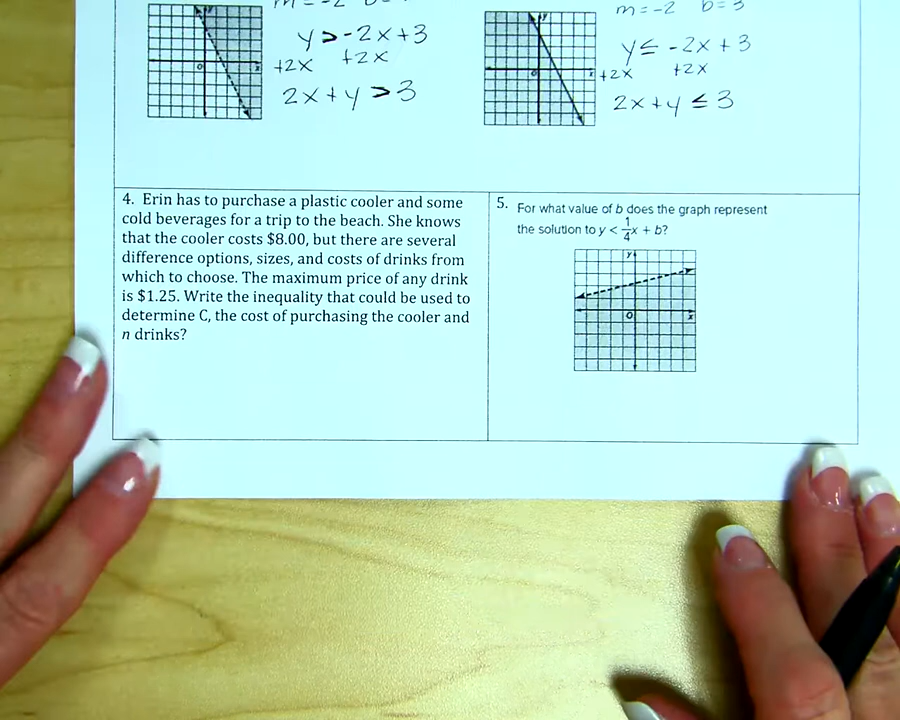 m = -2
y > -2x + 3
+2x +2x
2x + y > 3
m = -2 b = 3
y ≤ -2x + 3
+2x +2x
2x + y ≤ 3
4. Erin has to purchase a plastic cooler and some
cold beverages for a trip to the beach. She knows
that the cooler costs $8.00, but there are several
difference options, sizes, and costs of drinks from
which to choose. The maximum price of any drink
is $1.25. Write the inequality that could be used to
determine C, the cost of purchasing the cooler and
n drinks?
5. For what value of b does the graph represent
the solution to y < 1/4x + b?
y
O
x